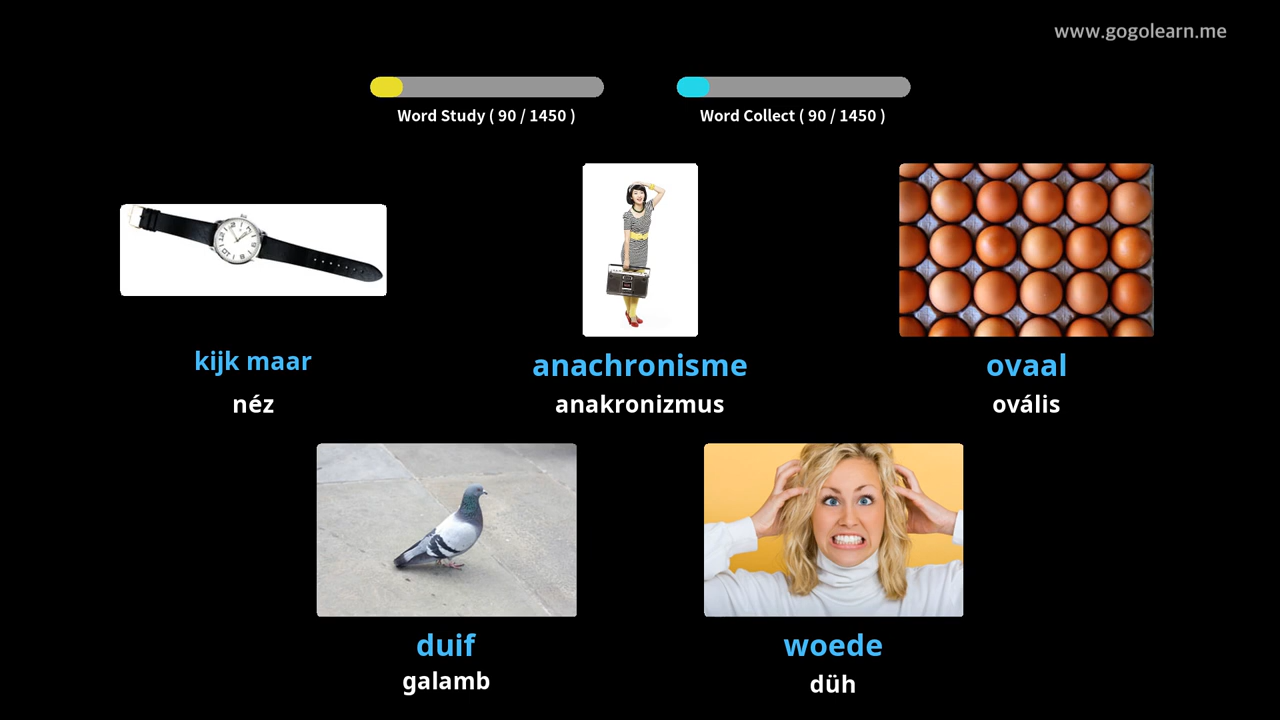 www.gogolearn.me
Word Study ( 90 / 1450 )
Word Collect ( 90 / 1450 )
kijk maar
néz
anachronisme
anakronizmus
ovaal
ovális
duif
galamb
woede
düh